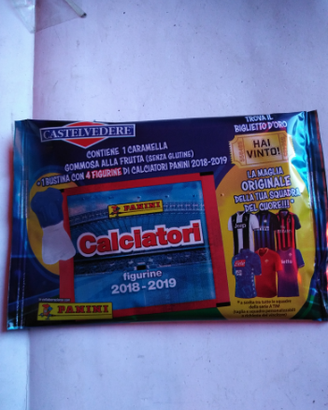 CASTELVEDERE
CONTIENE 1 CARAMELLA
GOMMOSA ALLA FRUTTA (SENZA GLUTINE)
+ 1 BUSTINA CON 4 FIGURINE DI CALCIATORI PANINI 2018-2019
TROVA IL
BIGLIETTO D'ORO
HAI
VINTO!
LA MAGLIA
ORIGINALE
DELLA TUA SQUADRA
DEL CUORE!!!*
PANINI
Calciatori
figurine
2018-2019
PANINI
Jeep